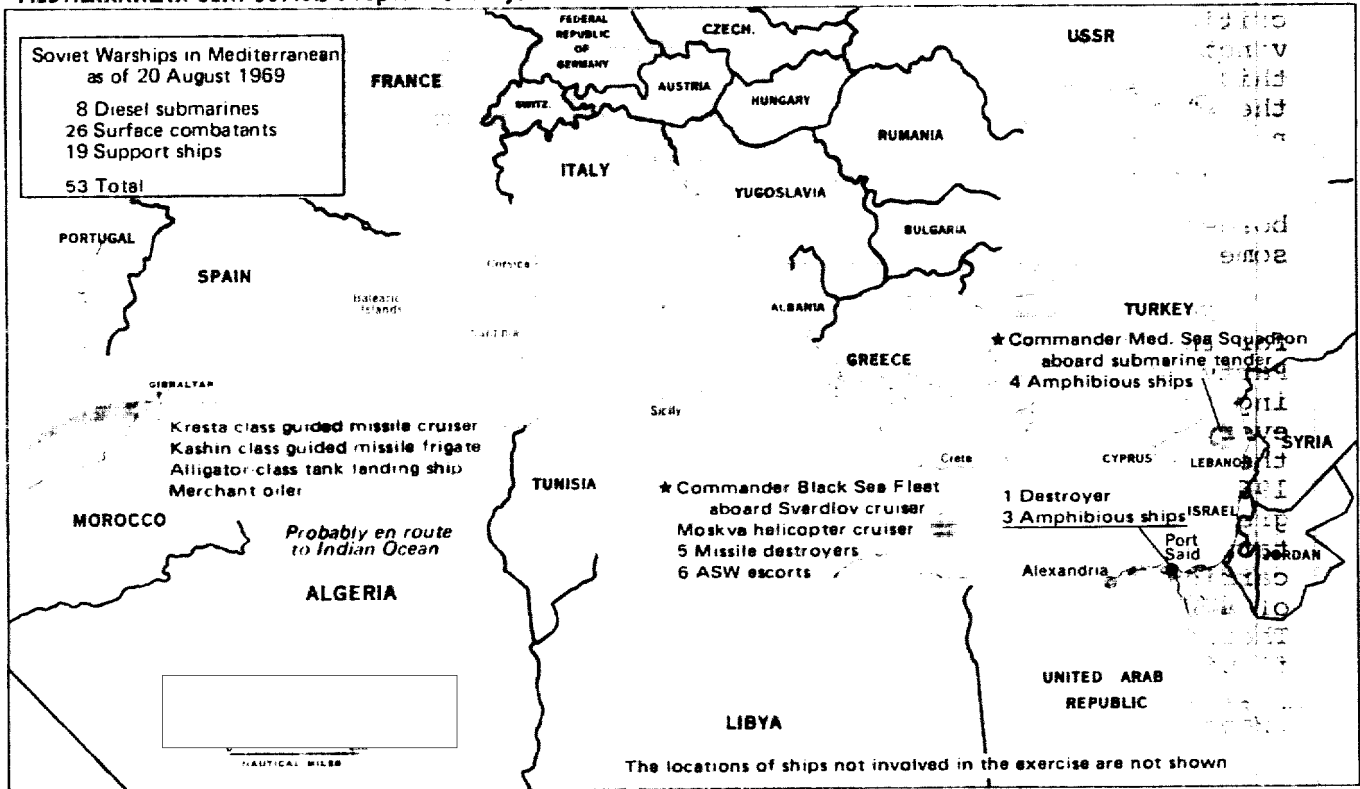 Soviet Warships in Mediterranean
as of 20 August 1969
8 Diesel submarines
26 Surface combatants
19 Support ships
53 Total
FRANCE
FEDERAL
REPUBLIC
OF
GERMANY
CZECH.
USSR
SWITZ.
AUSTRIA
HUNGARY
RUMANIA
ITALY
YUGOSLAVIA
BULGARIA
PORTUGAL
SPAIN
Corsica
Balearic
Islands
ALBANIA
GREECE
TURKEY
★ Commander Med. Sea Squadron
aboard submarine tender
4 Amphibious ships
GIBRALTAR
Sicily
Kresta class guided missile cruiser
Kashin class guided missile frigate
Alligator class tank landing ship
Merchant oiler
Probably en route
to Indian Ocean
MOROCCO
ALGERIA
TUNISIA
★ Commander Black Sea Fleet
aboard Sverdlov cruiser
Moskva helicopter cruiser
5 Missile destroyers
6 ASW escorts
Crete
CYPRUS
LEBANON
SYRIA
1 Destroyer
3 Amphibious ships
ISRAEL
Port
Said
JORDAN
Alexandria
UNITED ARAB
REPUBLIC
LIBYA
NAUTICAL MILES
The locations of ships not involved in the exercise are not shown